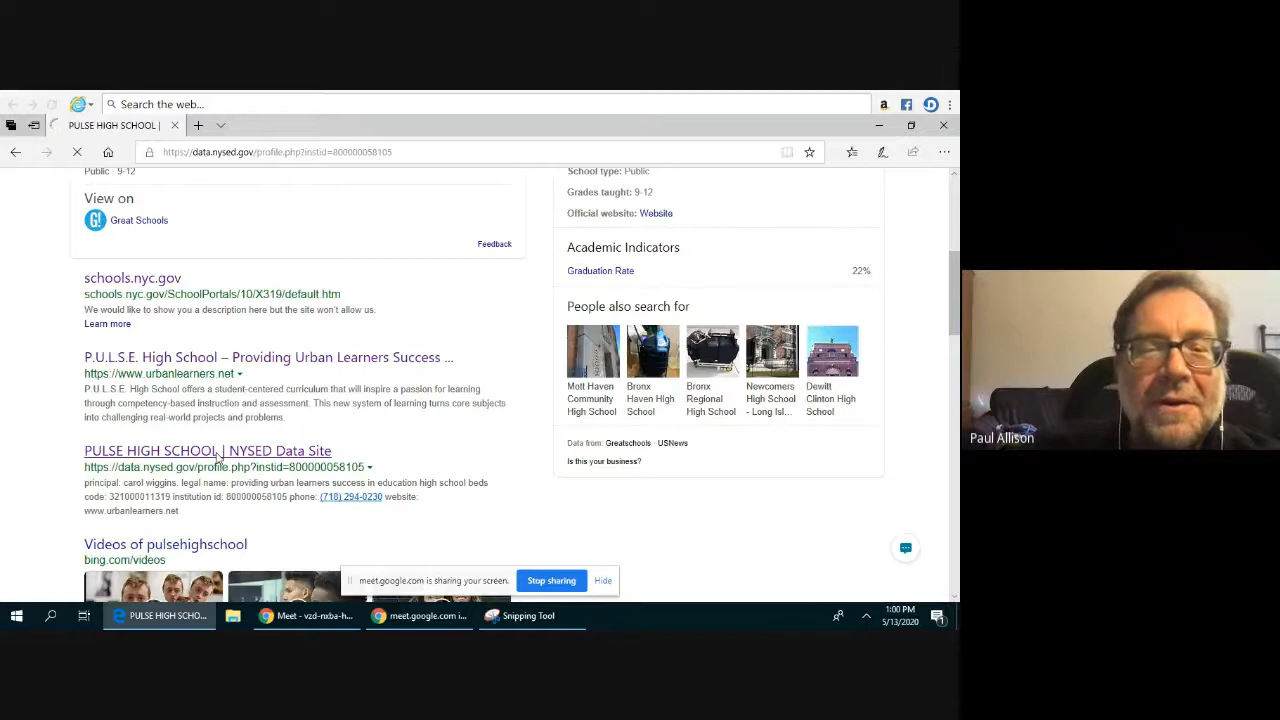 Search the web...
PULSE HIGH SCHOOL |
https://data.nysed.gov/profile.php?instid=800000058105
Public · 9-12
View on
G!
Great Schools
Feedback
schools.nyc.gov
schools.nyc.gov/SchoolPortals/10/X319/default.htm
We would like to show you a description here but the site won't allow us.
Learn more
P.U.L.S.E. High School – Providing Urban Learners Success ...
https://www.urbanlearners.net
P.U.L.S.E. High School offers a student-centered curriculum that will inspire a passion for learning
through competency-based instruction and assessment. This new system of learning turns core subjects
into challenging real-world projects and problems.
PULSE HIGH SCHOOL | NYSED Data Site
https://data.nysed.gov/profile.php?instid=800000058105
principal: carol wiggins. legal name: providing urban learners success in education high school beds
code: 321000011319 institution id: 800000058105 phone: (718) 294-0230 website:
www.urbanlearners.net
Videos of pulsehighschool
bing.com/videos
School type: Public
Grades taught: 9-12
Official website: Website
Academic Indicators
Graduation Rate 22%
People also search for
Mott Haven Community High School
Bronx Haven High School
Bronx Regional High School
Newcomers High School - Long Isl...
Dewitt Clinton High School
Data from: Greatschools · USNews
Is this your business?
meet.google.com is sharing your screen.
Stop sharing
Hide
PULSE HIGH SCHO...
Meet - vzd-nxba-h...
meet.google.com i...
Snipping Tool
1:00 PM
5/13/2020
1
Paul Allison